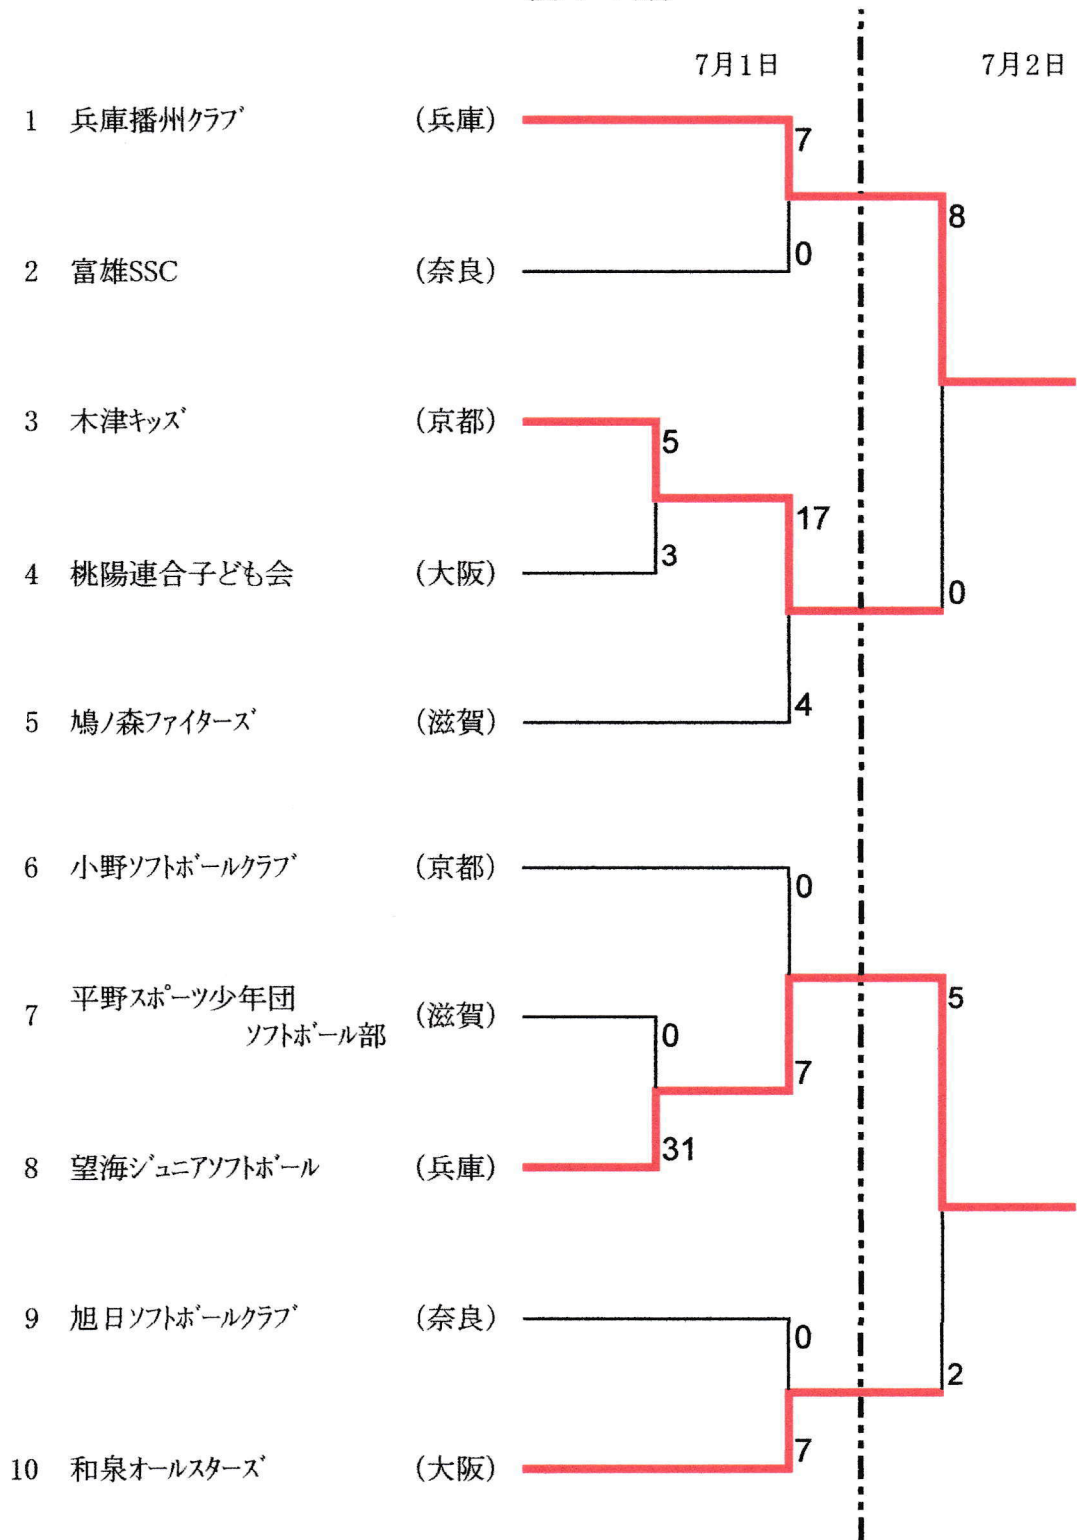 7月1日 7月2日
1 兵庫播州クラブ (兵庫)
7
8
2 富雄SSC (奈良)
0
3 木津キッズ (京都)
5
17
4 桃陽連合子ども会 (大阪)
3
0
5 鳩ノ森ファイターズ (滋賀)
4
6 小野ソフトボールクラブ (京都)
0
7 平野スポーツ少年団
ソフトボール部 (滋賀)
5
0
7
8 望海ジュニアソフトボール (兵庫)
31
9 旭日ソフトボールクラブ (奈良)
0
2
10 和泉オールスターズ (大阪)
7